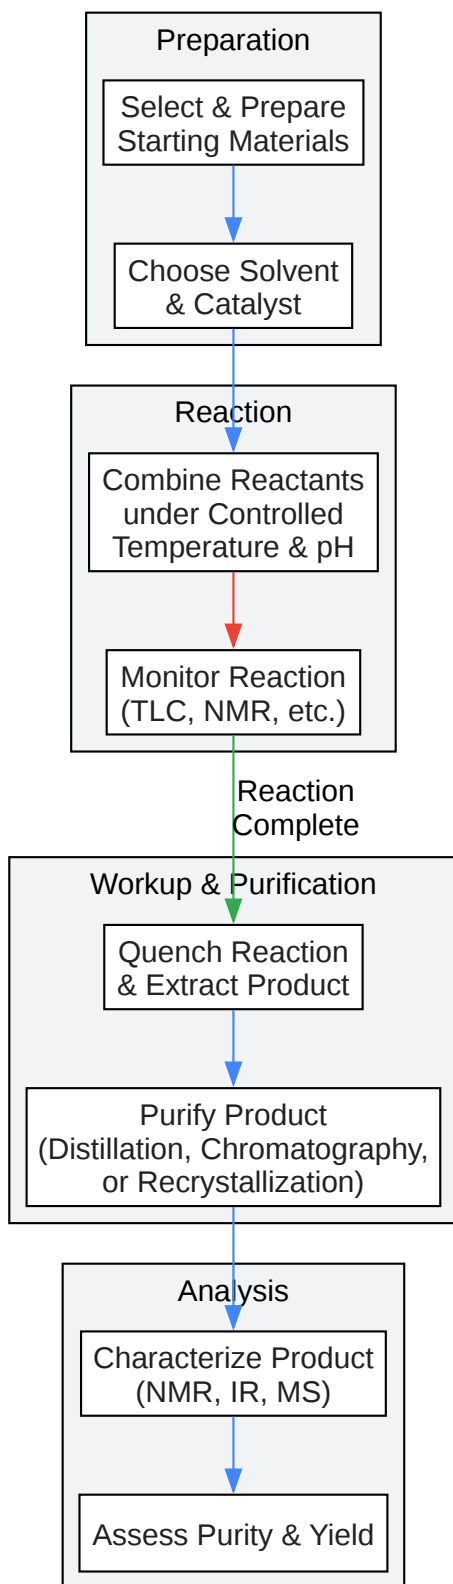 Preparation
Select & Prepare
Starting Materials
Choose Solvent
& Catalyst
Reaction
Combine Reactants
under Controlled
Temperature & pH
Monitor Reaction
(TLC, NMR, etc.)
Reaction
Complete
Workup & Purification
Quench Reaction
& Extract Product
Purify Product
(Distillation, Chromatography,
or Recrystallization)
Analysis
Characterize Product
(NMR, IR, MS)
Assess Purity & Yield